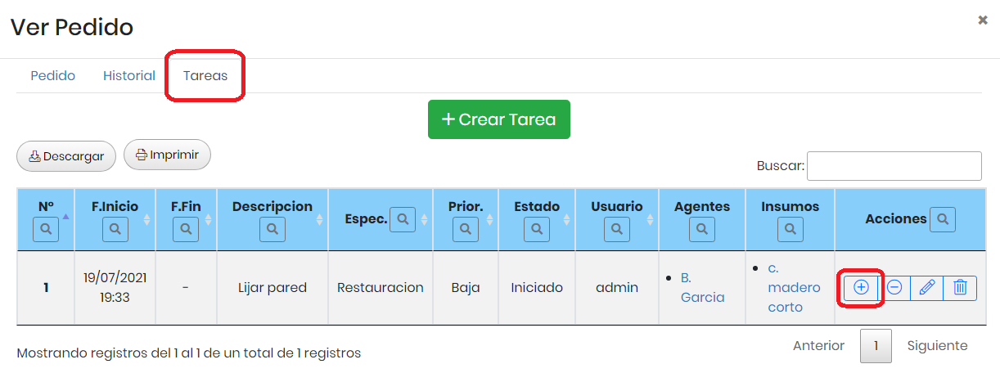 Ver Pedido
×
Pedido Historial Tareas
+ Crear Tarea
Descargar Imprimir
Buscar:
Nº F.Inicio F.Fin Descripcion Espec. Prior. Estado Usuario Agentes Insumos Acciones
1 19/07/2021 19:33 - Lijar pared Restauracion Baja Iniciado admin B. Garcia c. madero corto
Mostrando registros del 1 al 1 de un total de 1 registros
Anterior 1 Siguiente